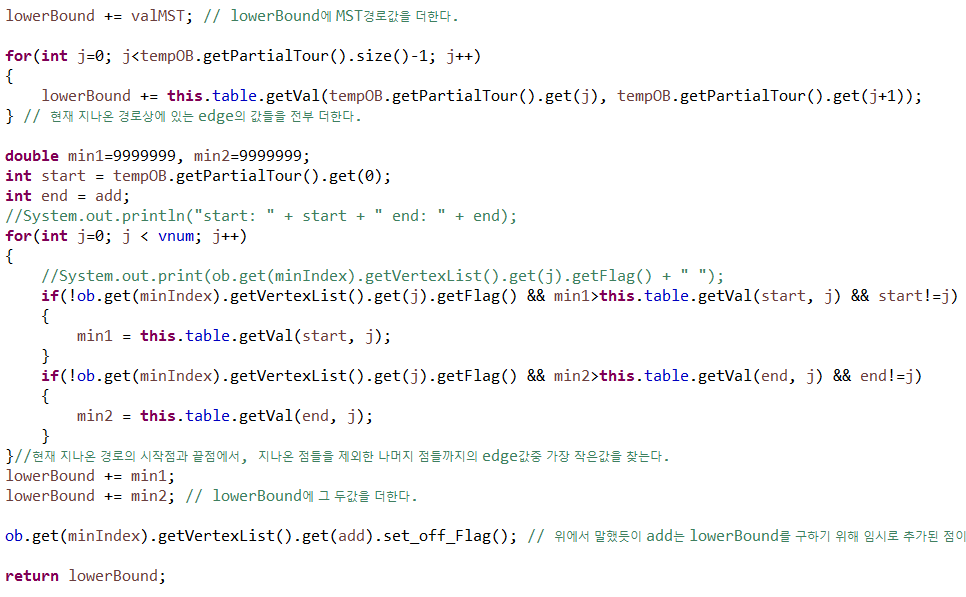 lowerBound += valMST; // lowerBound에 MST경로값을 더한다.
for(int j=0; j<tempOB.getPartialTour().size()-1; j++)
{
lowerBound += this.table.getVal(tempOB.getPartialTour().get(j), tempOB.getPartialTour().get(j+1));
} // 현재 지나온 경로상에 있는 edge의 값들을 전부 더한다.
double min1=9999999, min2=9999999;
int start = tempOB.getPartialTour().get(0);
int end = add;
//System.out.println("start: " + start + " end: " + end);
for(int j=0; j < vnum; j++)
{
//System.out.print(ob.get(minIndex).getVertexList().get(j).getFlag() + " ");
if(!ob.get(minIndex).getVertexList().get(j).getFlag() && min1>this.table.getVal(start, j) && start!=j)
{
min1 = this.table.getVal(start, j);
}
if(!ob.get(minIndex).getVertexList().get(j).getFlag() && min2>this.table.getVal(end, j) && end!=j)
{
min2 = this.table.getVal(end, j);
}
}//현재 지나온 경로의 시작점과 끝점에서, 지나온 점들을 제외한 나머지 점들까지의 edge값중 가장 작은값을 찾는다.
lowerBound += min1;
lowerBound += min2; // lowerBound에 그 두값을 더한다.
ob.get(minIndex).getVertexList().get(add).set_off_Flag(); // 위에서 말했듯이 add는 lowerBound를 구하기 위해 임시로 추가된 점이
return lowerBound;